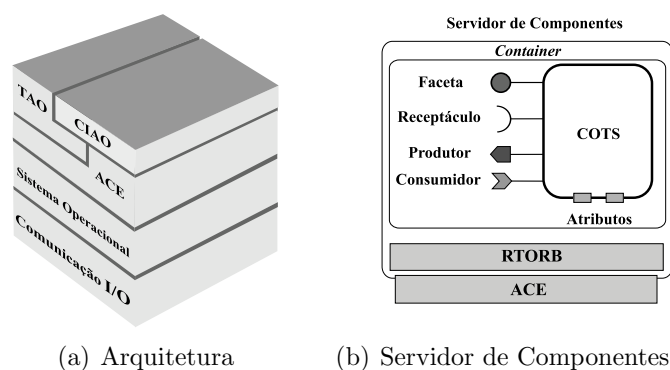 TAO
CIAO
ACE
Sistema Operacional
Comunicação I/O
(a) Arquitetura
Servidor de Componentes
Container
Faceta
Receptáculo
Produtor
Consumidor
COTS
Atributos
RTORB
ACE
(b) Servidor de Componentes